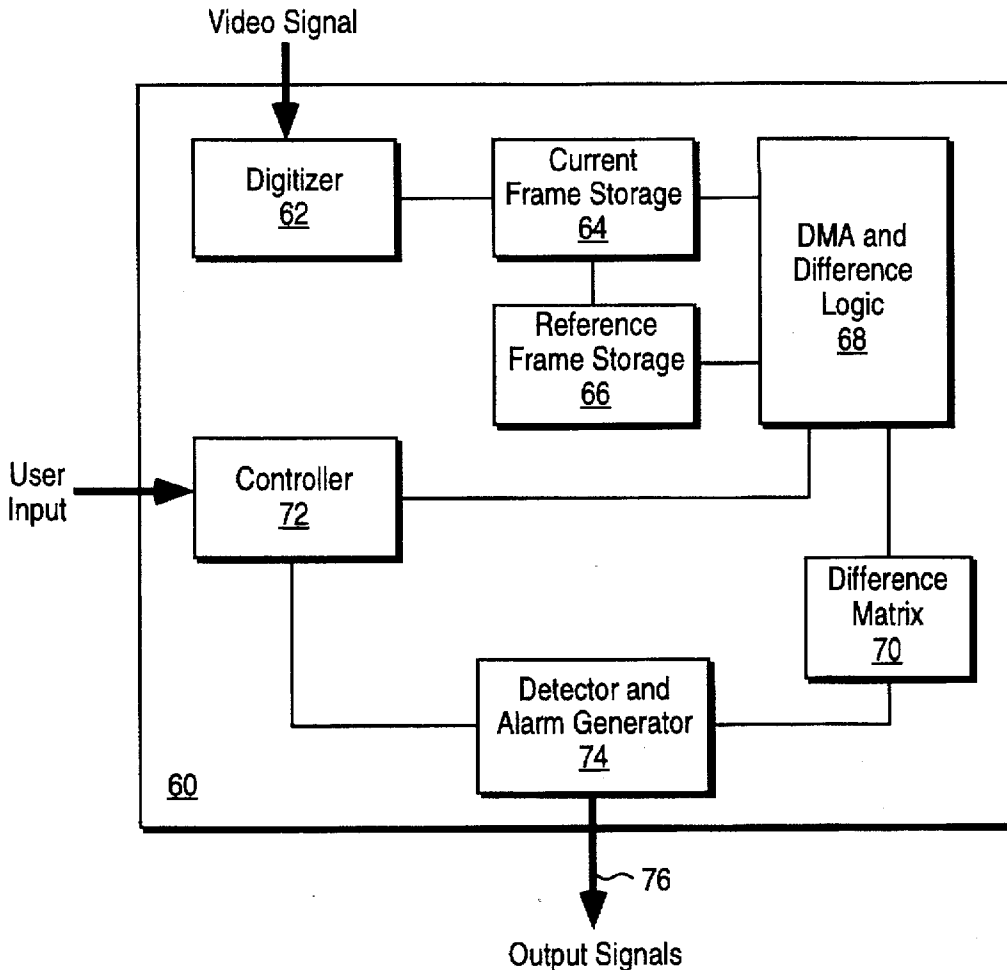 Video Signal
Digitizer
62
Current
Frame Storage
64
DMA and
Difference
Logic
68
Reference
Frame Storage
66
User
Input
Controller
72
Difference
Matrix
70
Detector and
Alarm Generator
74
60
76
Output Signals